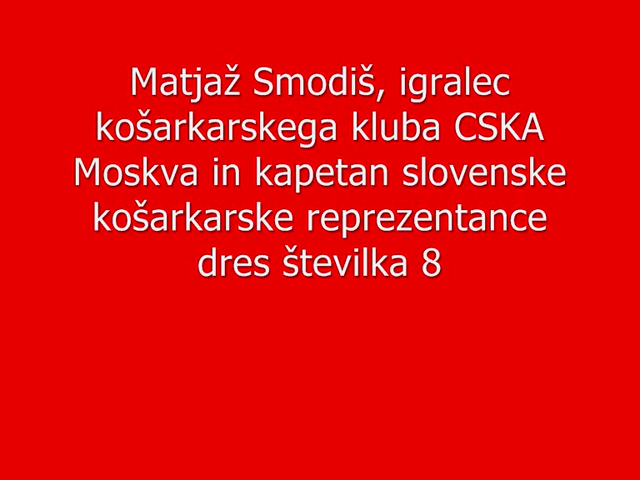 Matjaž Smodiš, igralec
košarkarskega kluba CSKA
Moskva in kapetan slovenske
košarkarske reprezentance
dres številka 8